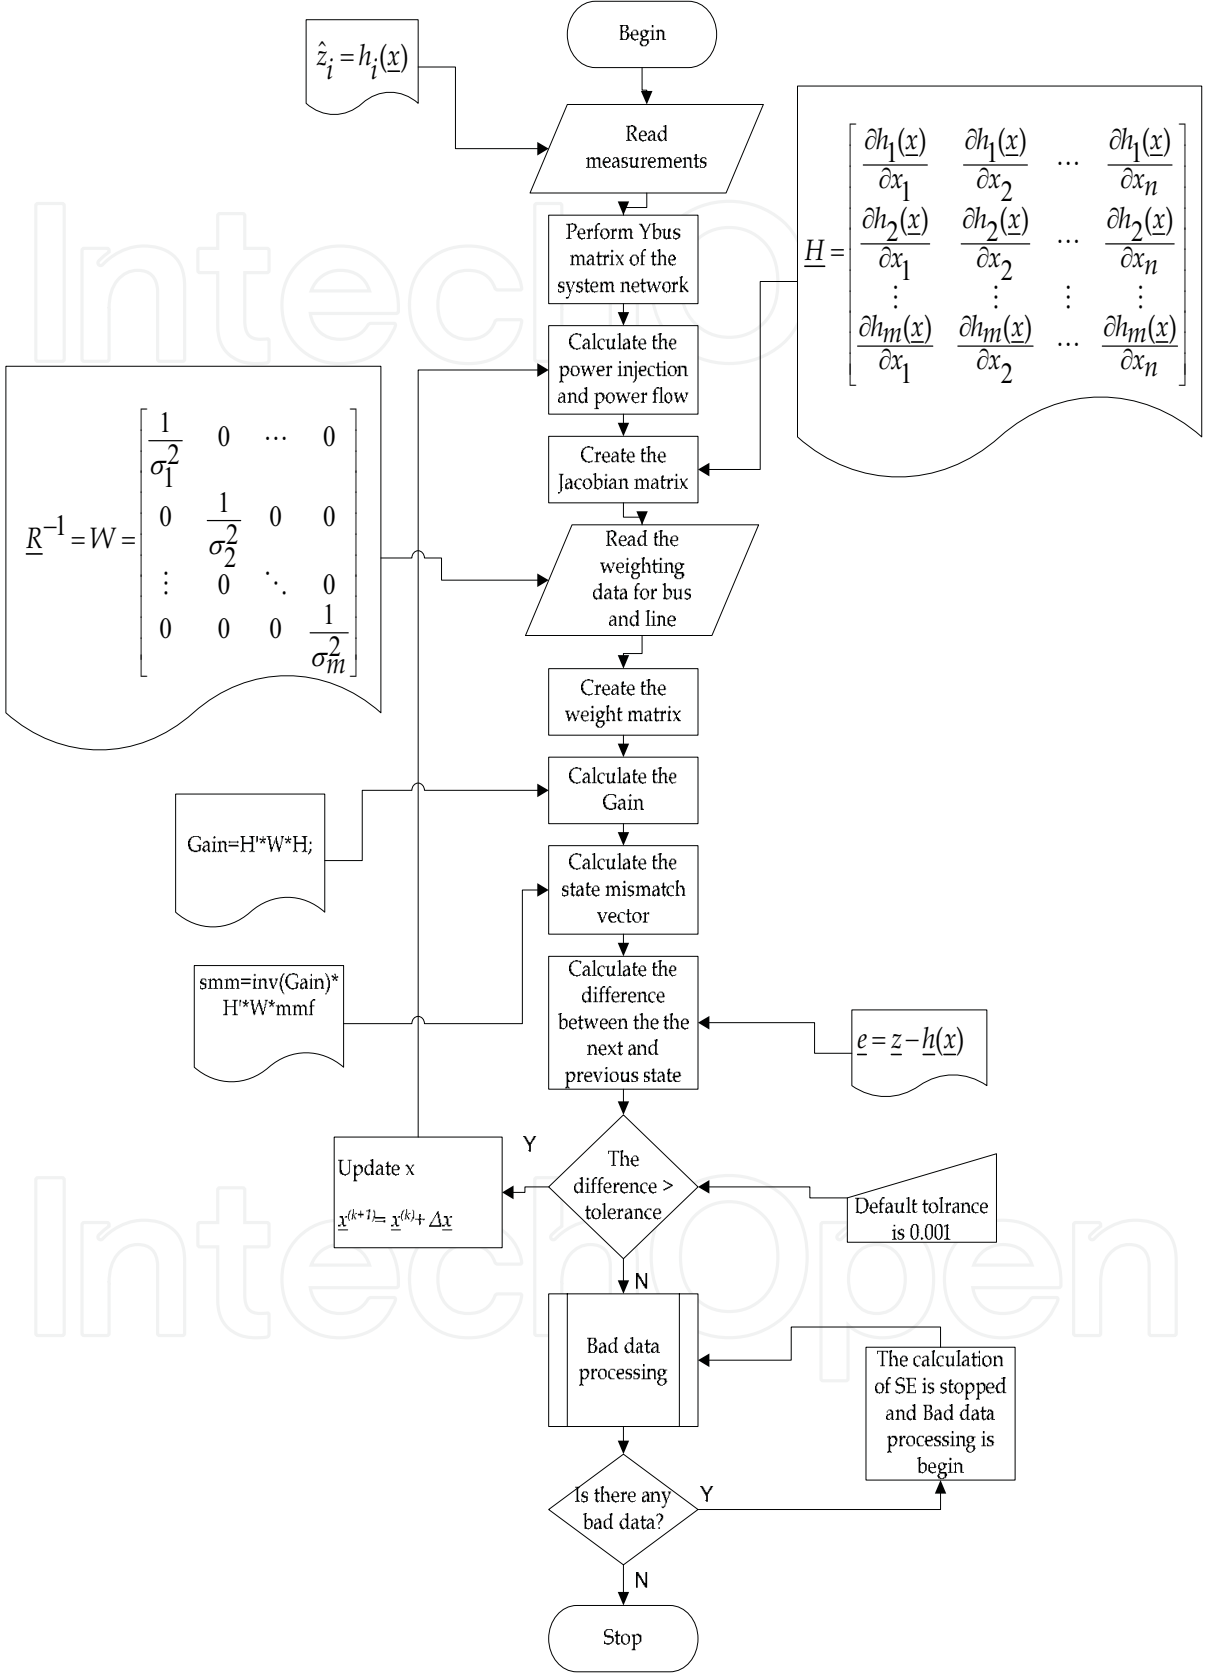 Begin
ẑᵢ = hᵢ(x)
Read
measurements
H = [∂h₁(x)/∂x₁ ∂h₁(x)/∂x₂ ⋯ ∂h₁(x)/∂xₙ
∂h₂(x)/∂x₁ ∂h₂(x)/∂x₂ ⋯ ∂h₂(x)/∂xₙ
⋮ ⋮ ⋮ ⋮
∂hₘ(x)/∂x₁ ∂hₘ(x)/∂x₂ ⋯ ∂hₘ(x)/∂xₙ]
IntechOpen
Perform Ybus
matrix of the
system network
Calculate the
power injection
and power flow
Create the
Jacobian matrix
R⁻¹ = W = [1/σ₁² 0 ⋯ 0
0 1/σ₂² 0 0
⋮ 0 ⋱ 0
0 0 0 1/σₘ²]
Read the
weighting
data for bus
and line
Create the
weight matrix
Calculate the
Gain
Gain=H'*W*H;
Calculate the
state mismatch
vector
smm=inv(Gain)*
H'*W*mmf
Calculate the
difference
between the the
next and
previous state
e = z − h(x)
The
difference >
tolerance
Y
Update x
x⁽ᵏ⁺¹⁾= x⁽ᵏ⁾+ Δx
Default tolrance
is 0.001
N
IntechOpen
Bad data
processing
The calculation
of SE is stopped
and Bad data
processing is
begin
Is there any
bad data?
Y
N
Stop